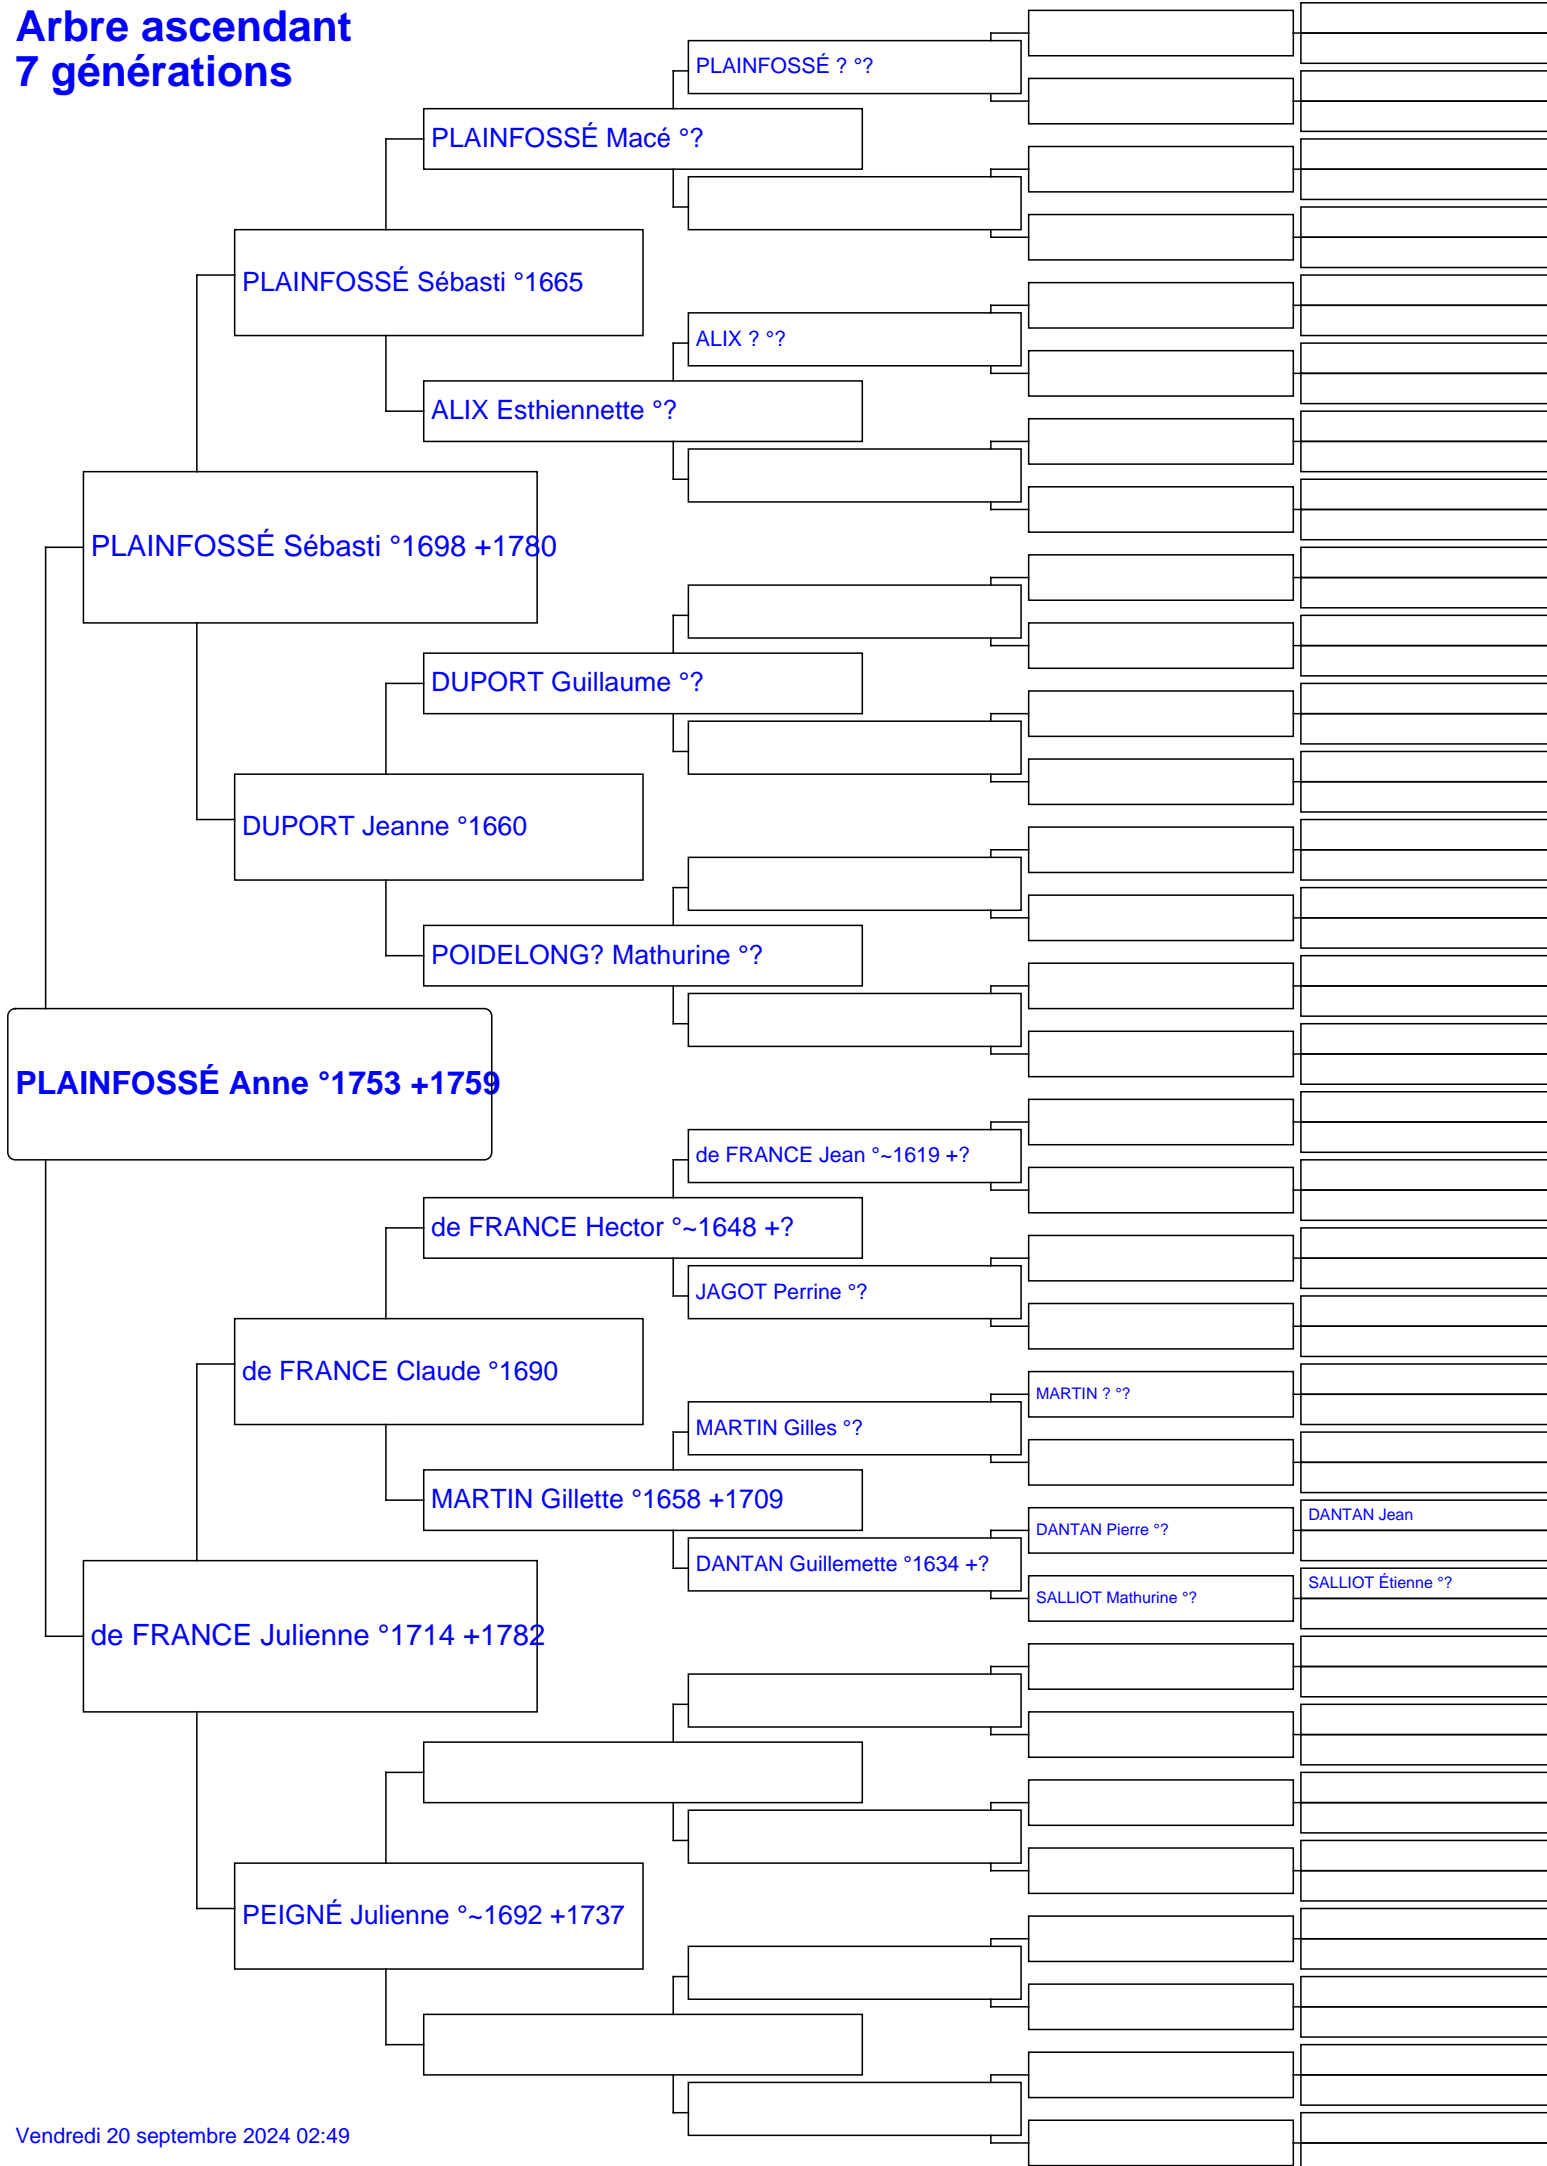 Arbre ascendant
7 générations
PLAINFOSSÉ ? °?
PLAINFOSSÉ Macé °?
PLAINFOSSÉ Sébasti °1665
ALIX ? °?
ALIX Esthiennette °?
PLAINFOSSÉ Sébasti °1698 +1780
DUPORT Guillaume °?
DUPORT Jeanne °1660
POIDELONG? Mathurine °?
PLAINFOSSÉ Anne °1753 +1759
de FRANCE Jean °~1619 +?
de FRANCE Hector °~1648 +?
JAGOT Perrine °?
de FRANCE Claude °1690
MARTIN ? °?
MARTIN Gilles °?
MARTIN Gillette °1658 +1709
DANTAN Jean
DANTAN Pierre °?
DANTAN Guillemette °1634 +?
SALLIOT Étienne °?
SALLIOT Mathurine °?
de FRANCE Julienne °1714 +1782
PEIGNÉ Julienne °~1692 +1737
Vendredi 20 septembre 2024 02:49